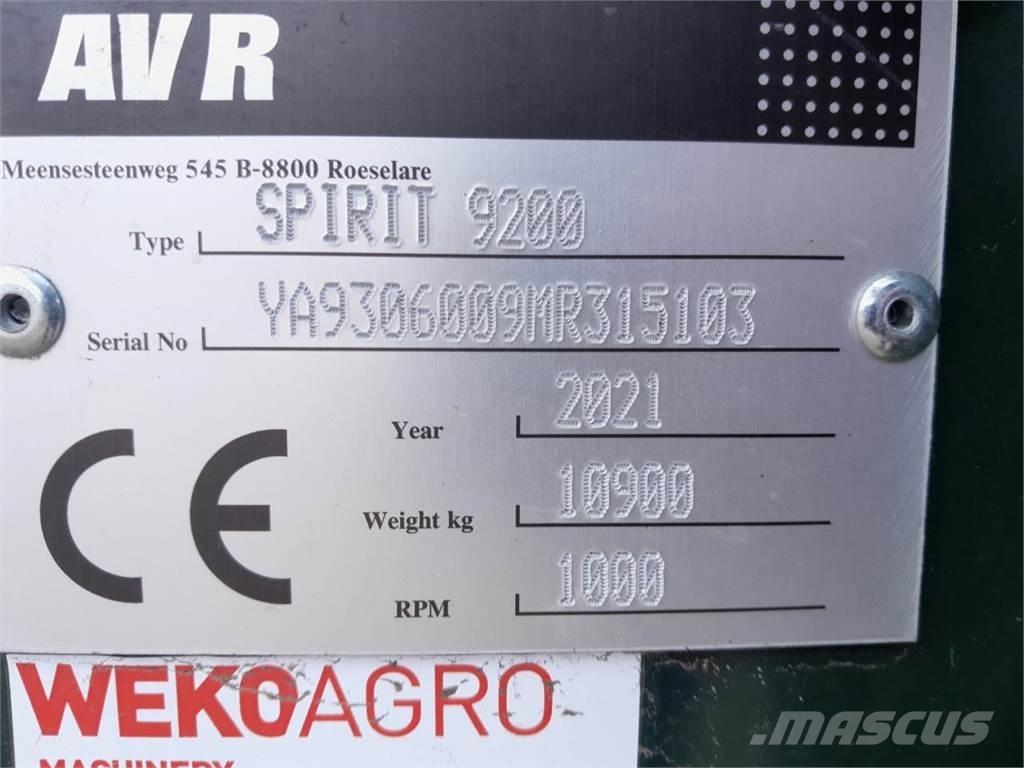 AVR
Meensesteenweg 545 B-8800 Roeselare
Type SPIRIT 9200
Serial No YA9306009MR315103
Year 2021
Weight kg 10900
RPM 1000
CE
WEKOAGRO
MACHINERY
MASCUS